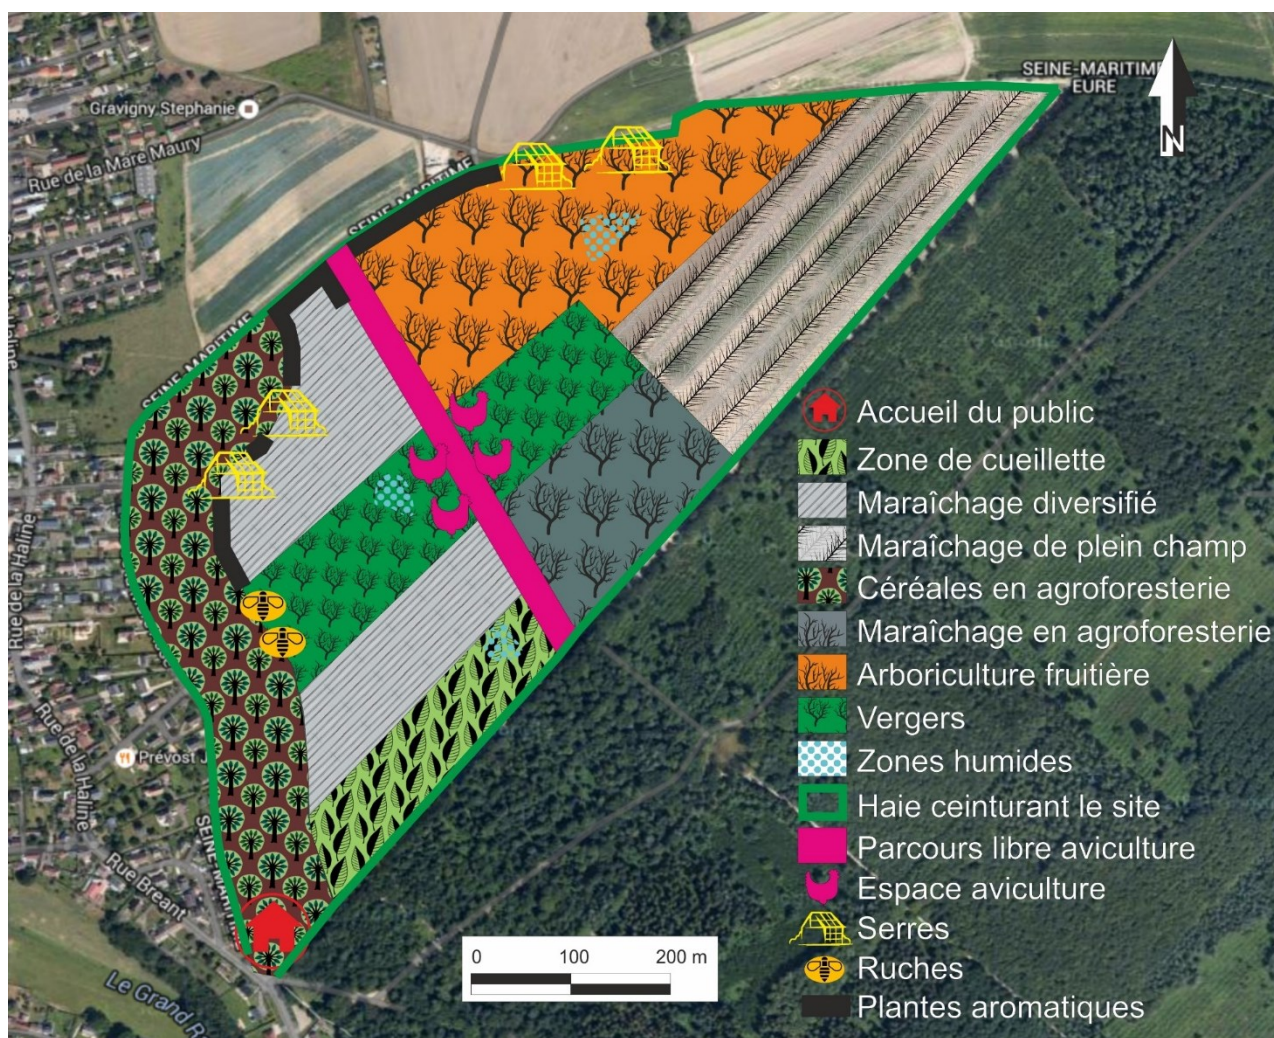 SEINE-MARITIME
EURE
N
Gravigny Stephanie
Rue de la Mare Maury
SEINE-MARITIME
SEINE-MARITIME
SEINE-MARITIME
Rue de la Haline
Rue de la Haline
Prévost J
Rue Bréant
SEINE-MARITIME
Le Grand R
Accueil du public
Zone de cueillette
Maraîchage diversifié
Maraîchage de plein champ
Céréales en agroforesterie
Maraîchage en agroforesterie
Arboriculture fruitière
Vergers
Zones humides
Haie ceinturant le site
Parcours libre aviculture
Espace aviculture
Serres
Ruches
Plantes aromatiques
0 100 200 m